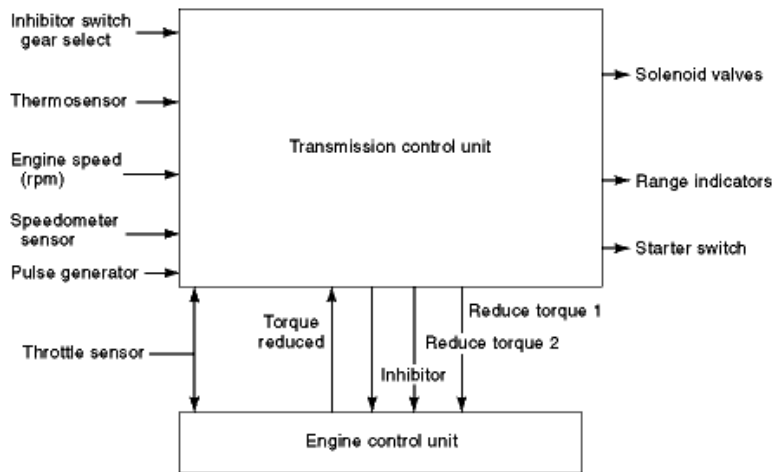 Inhibitor switch
gear select
Thermosensor
Engine speed
(rpm)
Speedometer
sensor
Pulse generator
Transmission control unit
Solenoid valves
Range indicators
Starter switch
Throttle sensor
Torque
reduced
Reduce torque 1
Reduce torque 2
Inhibitor
Engine control unit